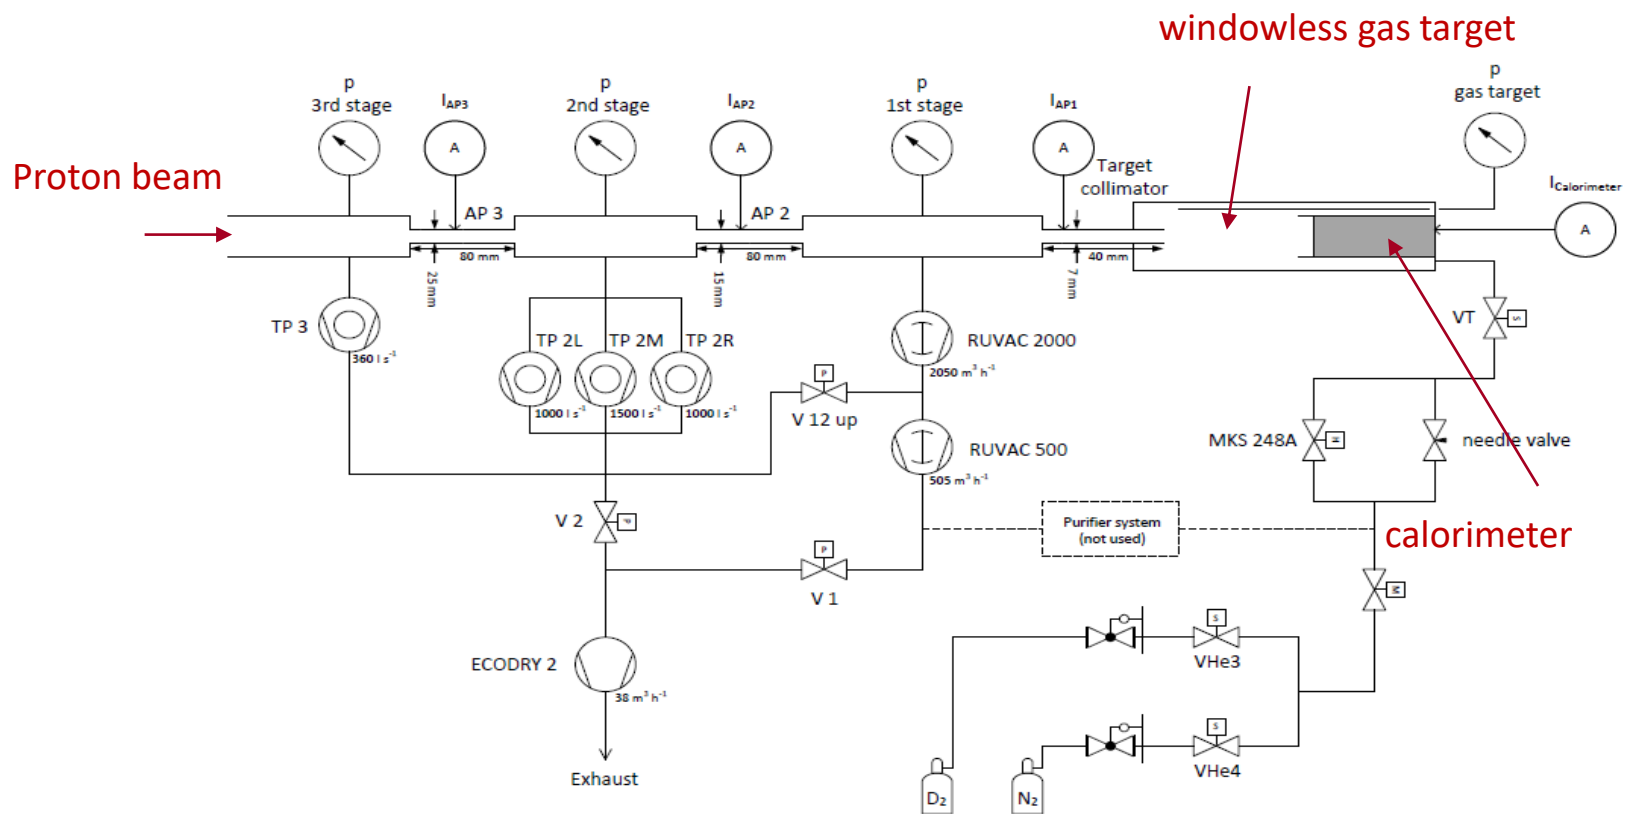 windowless gas target
p
3rd stage
I_AP3
p
2nd stage
I_AP2
p
1st stage
I_AP1
p
gas target
A
A
A
Target
collimator
I_Calorimeter
A
Proton beam
AP 3
AP 2
80 mm
80 mm
40 mm
25 mm
15 mm
7 mm
TP 3
360 l s⁻¹
TP 2L
TP 2M
TP 2R
1000 l s⁻¹
1500 l s⁻¹
1000 l s⁻¹
RUVAC 2000
2050 m³ h⁻¹
VT
S
P
V 12 up
RUVAC 500
505 m³ h⁻¹
MKS 248A
M
needle valve
V 2
P
Purifier system
(not used)
calorimeter
P
V 1
M
ECODRY 2
38 m³ h⁻¹
S
VHe3
S
VHe4
Exhaust
D₂
N₂